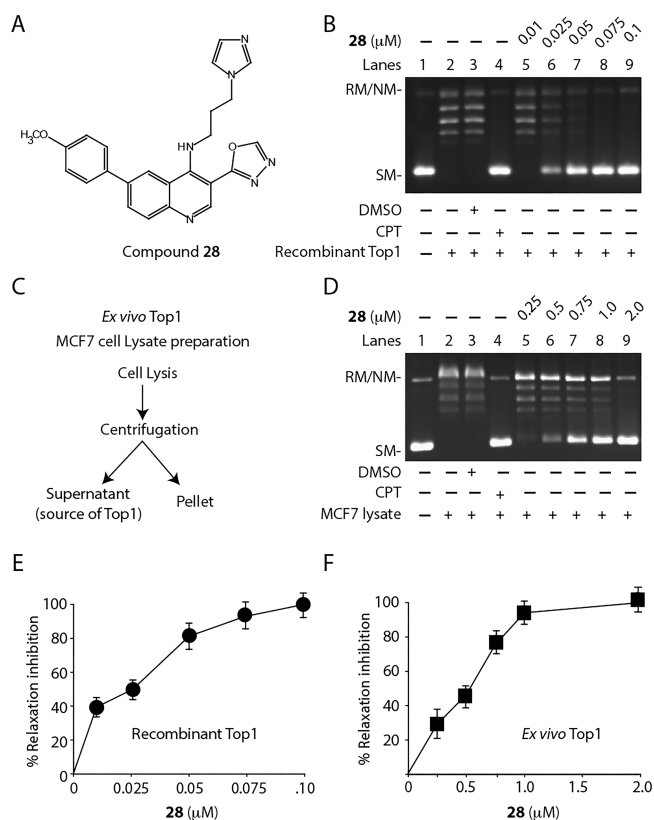 A
N
N
HN
O
H₃CO
N
N
N
Compound 28
B
28 (μM) – – – – 0.01 0.025 0.05 0.075 0.1
Lanes 1 2 3 4 5 6 7 8 9
RM/NM-
SM-
DMSO – – + – – – – – –
CPT – – – + – – – – –
Recombinant Top1 – + + + + + + + +
C
Ex vivo Top1
MCF7 cell Lysate preparation
Cell Lysis
Centrifugation
Supernatant
(source of Top1)
Pellet
D
28 (μM) – – – – 0.25 0.5 0.75 1.0 2.0
Lanes 1 2 3 4 5 6 7 8 9
RM/NM-
SM-
DMSO – – + – – – – – –
CPT – – – + – – – – –
MCF7 lysate – + + + + + + + +
E
% Relaxation inhibition
100
80
60
40
20
0
Recombinant Top1
0 0.025 0.05 0.075 .10
28 (μM)
F
% Relaxation inhibition
100
80
60
40
20
Ex vivo Top1
0 0.5 1.0 1.5 2.0
28 (μM)